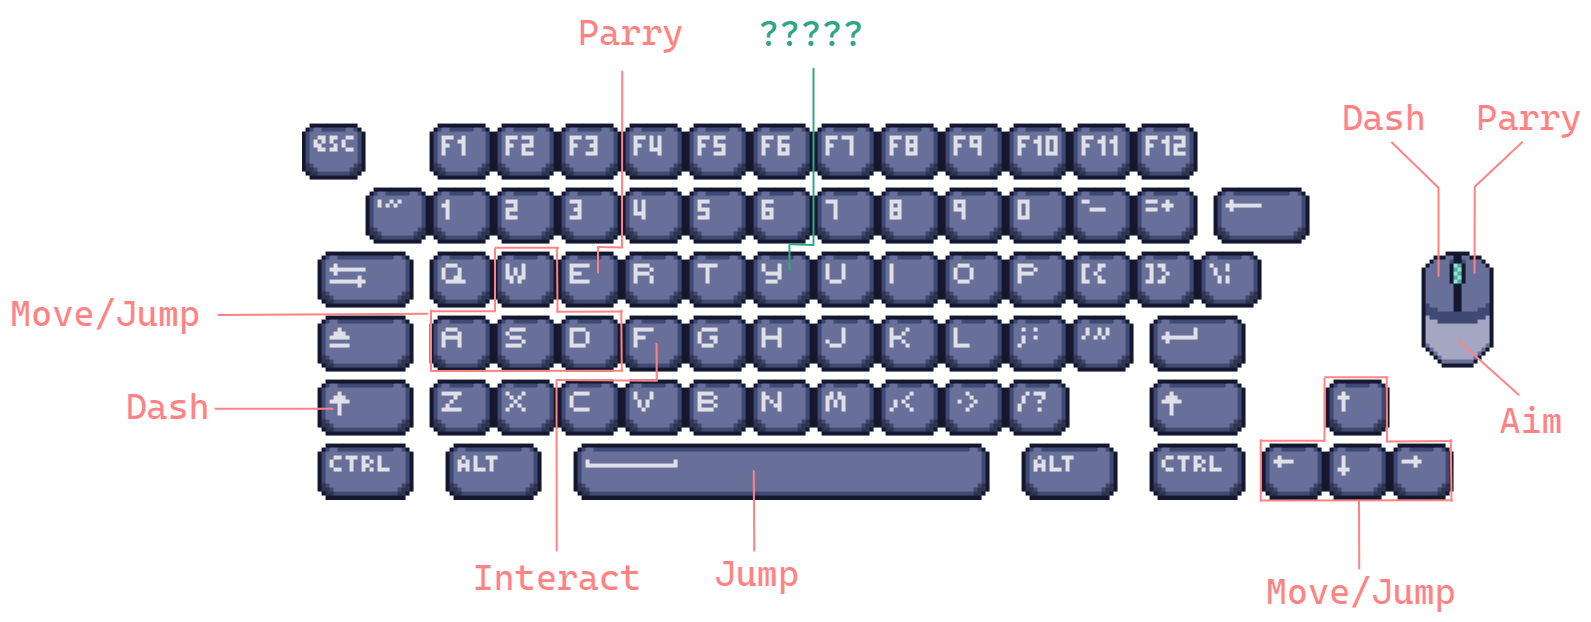 Parry ?????
Dash Parry
esc F1 F2 F3 F4 F5 F6 F7 F8 F9 F10 F11 F12
1 2 3 4 5 6 7 8 9 0 -_ =+ ←
Q W E R T Y U I O P [{ ]} \|
Move/Jump
A S D F G H J K L ;: '"
Dash
Z X C V B N M ,< .> /? ↑
Aim
CTRL ALT ALT CTRL ← ↓ →
Interact Jump
Move/Jump